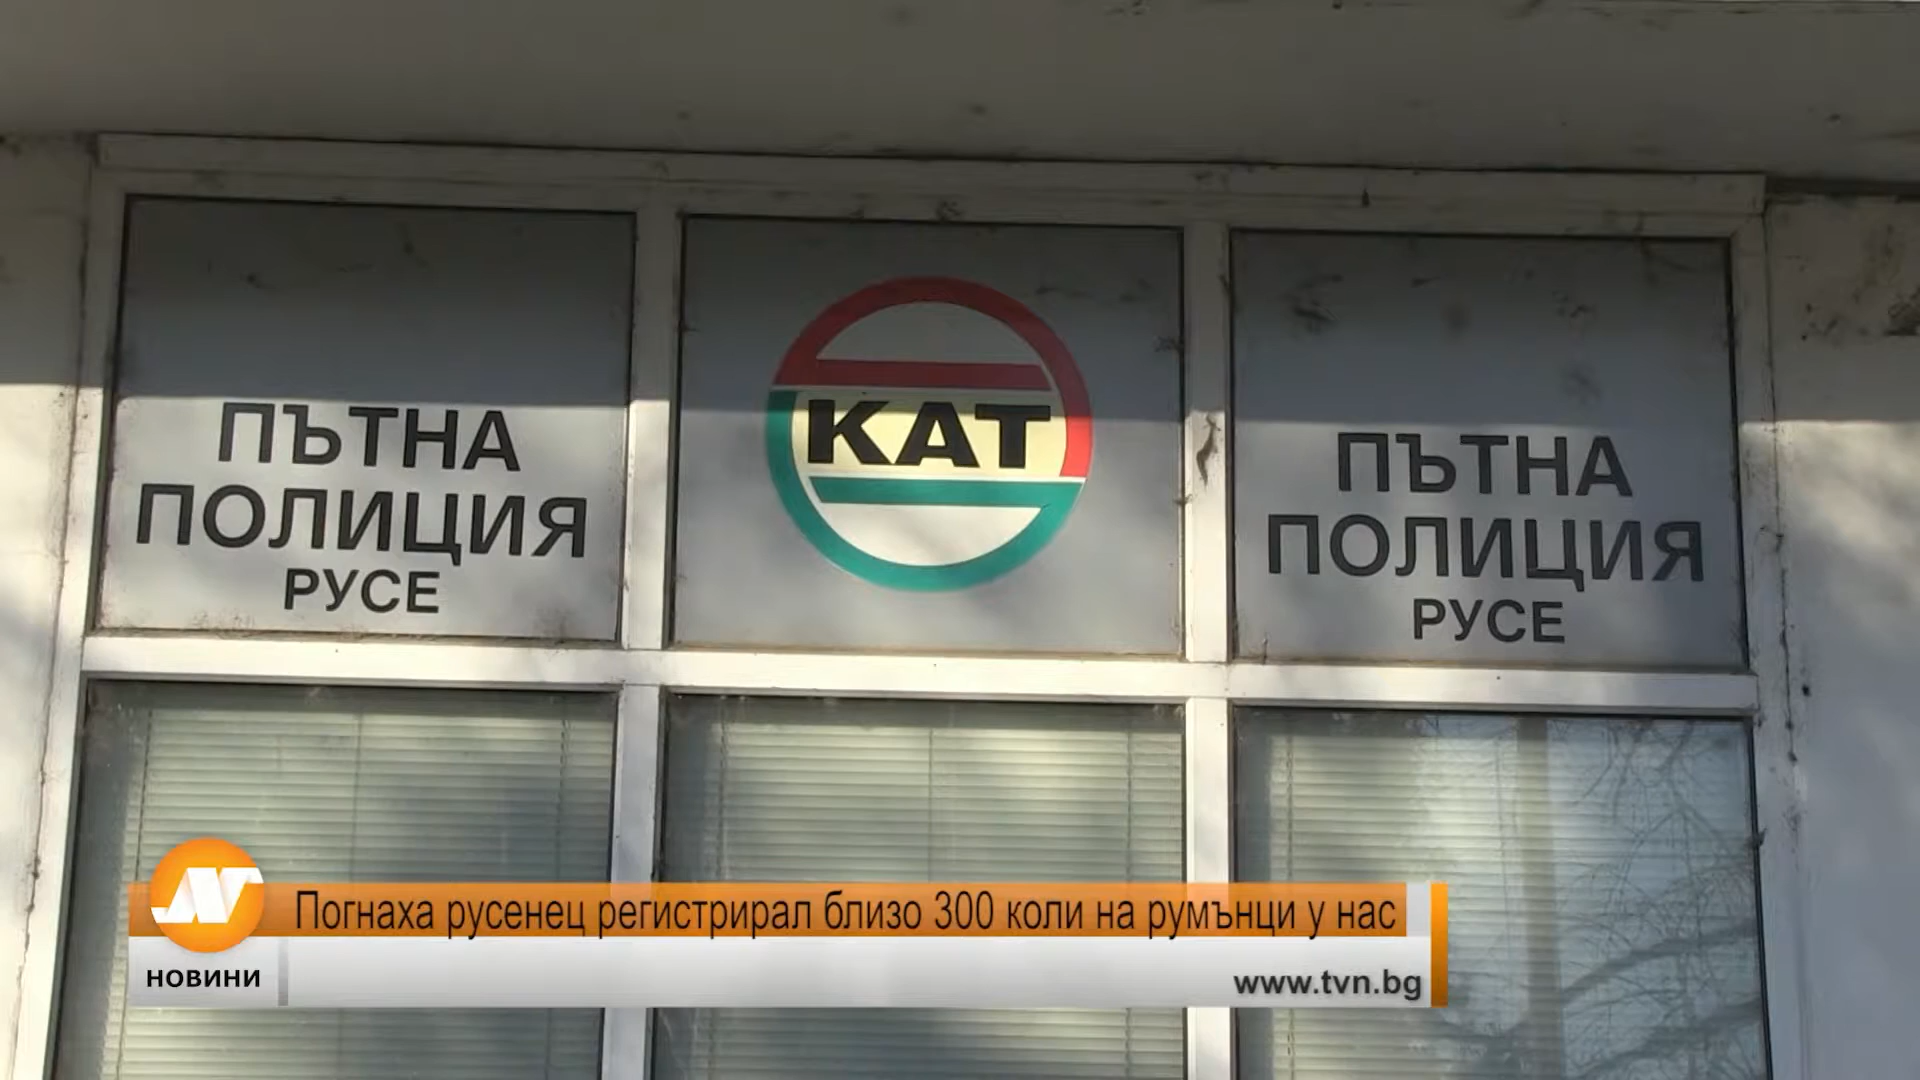 ПЪТНА
ПОЛИЦИЯ
РУСЕ
КАТ
ПЪТНА
ПОЛИЦИЯ
РУСЕ
Погнаха русенец регистрирал близо 300 коли на румънци у нас
НОВИНИ
www.tvn.bg